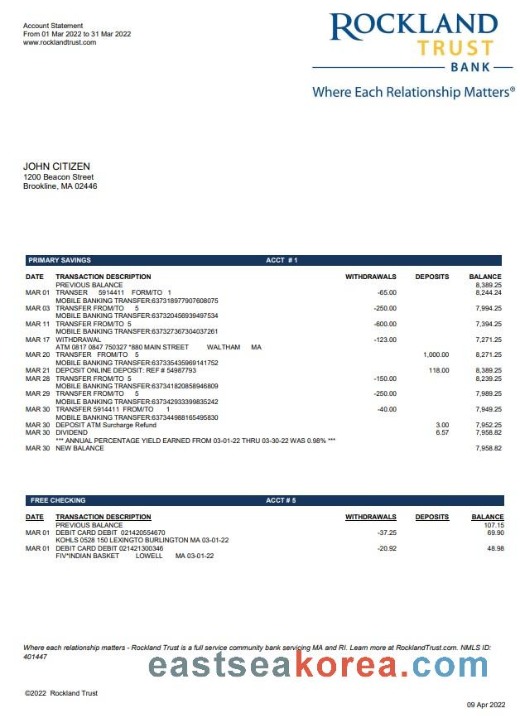 Account Statement
From 01 Mar 2022 to 31 Mar 2022
www.rocklandtrust.com
ROCKLAND
TRUST
BANK
Where Each Relationship Matters®
JOHN CITIZEN
1200 Beacon Street
Brookline, MA 02446
PRIMARY SAVINGS ACCT # 1
DATE TRANSACTION DESCRIPTION WITHDRAWALS DEPOSITS BALANCE
PREVIOUS BALANCE 8,389.25
MAR 01 TRANSER 5914411 FORM/TO 1 -65.00 8,244.24
MOBILE BANKING TRANSFER:637318977907608075
MAR 03 TRANSFER FROM/TO 5 -250.00 7,994.25
MOBILE BANKING TRANSFER:637320456939497534
MAR 11 TRANSFER FROM/TO 5 -600.00 7,394.25
MOBILE BANKING TRANSFER:637327367304037261
MAR 17 WITHDRAWAL -123.00 7,271.25
ATM 0817 0847 750327 *880 MAIN STREET WALTHAM MA
MAR 20 TRANSFER FROM/TO 5 1,000.00 8,271.25
MOBILE BANKING TRANSFER:637335435969141752
MAR 21 DEPOSIT ONLINE DEPOSIT: REF # 54987793 118.00 8,389.25
MAR 28 TRANSFER FROM/TO 5 -150.00 8,239.25
MOBILE BANKING TRANSFER:637341820858946809
MAR 29 TRANSFER FROM/TO 5 -250.00 7,989.25
MOBILE BANKING TRANSFER:637342933399835242
MAR 30 TRANSFER 5914411 FROM/TO 1 -40.00 7,949.25
MOBILE BANKING TRANSFER:637344988165495830
MAR 30 DEPOSIT ATM Surcharge Refund 3.00 7,952.25
MAR 30 DIVIDEND 6.57 7,958.82
*** ANNUAL PERCENTAGE YIELD EARNED FROM 03-01-22 THRU 03-30-22 WAS 0.98% ***
MAR 30 NEW BALANCE 7,958.82
FREE CHECKING ACCT # 5
DATE TRANSACTION DESCRIPTION WITHDRAWALS DEPOSITS BALANCE
PREVIOUS BALANCE 107.15
MAR 01 DEBIT CARD DEBIT 021420554670 -37.25 69.90
KOHLS 0528 150 LEXINGTO BURLINGTON MA 03-01-22
MAR 01 DEBIT CARD DEBIT 021421300346 -20.92 48.98
FIV*INDIAN BASKET LOWELL MA 03-01-22
Where each relationship matters - Rockland Trust is a full service community bank servicing MA and RI. Learn more at RocklandTrust.com. NMLS ID:
401447
eastseakorea.com
©2022 Rockland Trust
09 Apr 2022